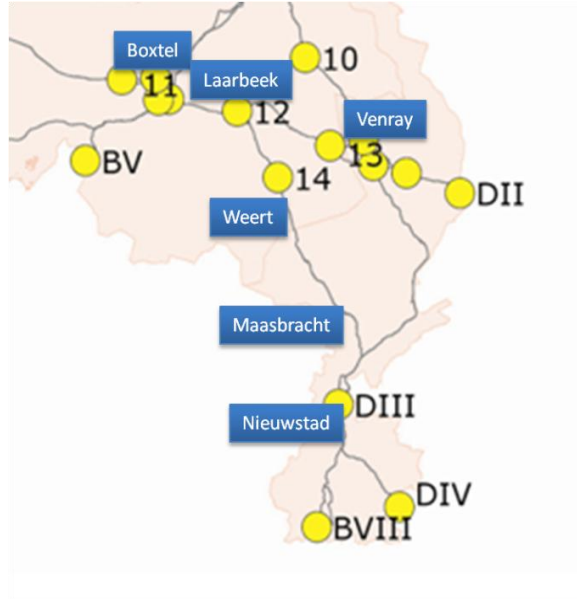 Boxtel
10
Laarbeek
11
12
Venray
13
BV
14
DII
Weert
Maasbracht
DIII
Nieuwstad
DIV
BVIII